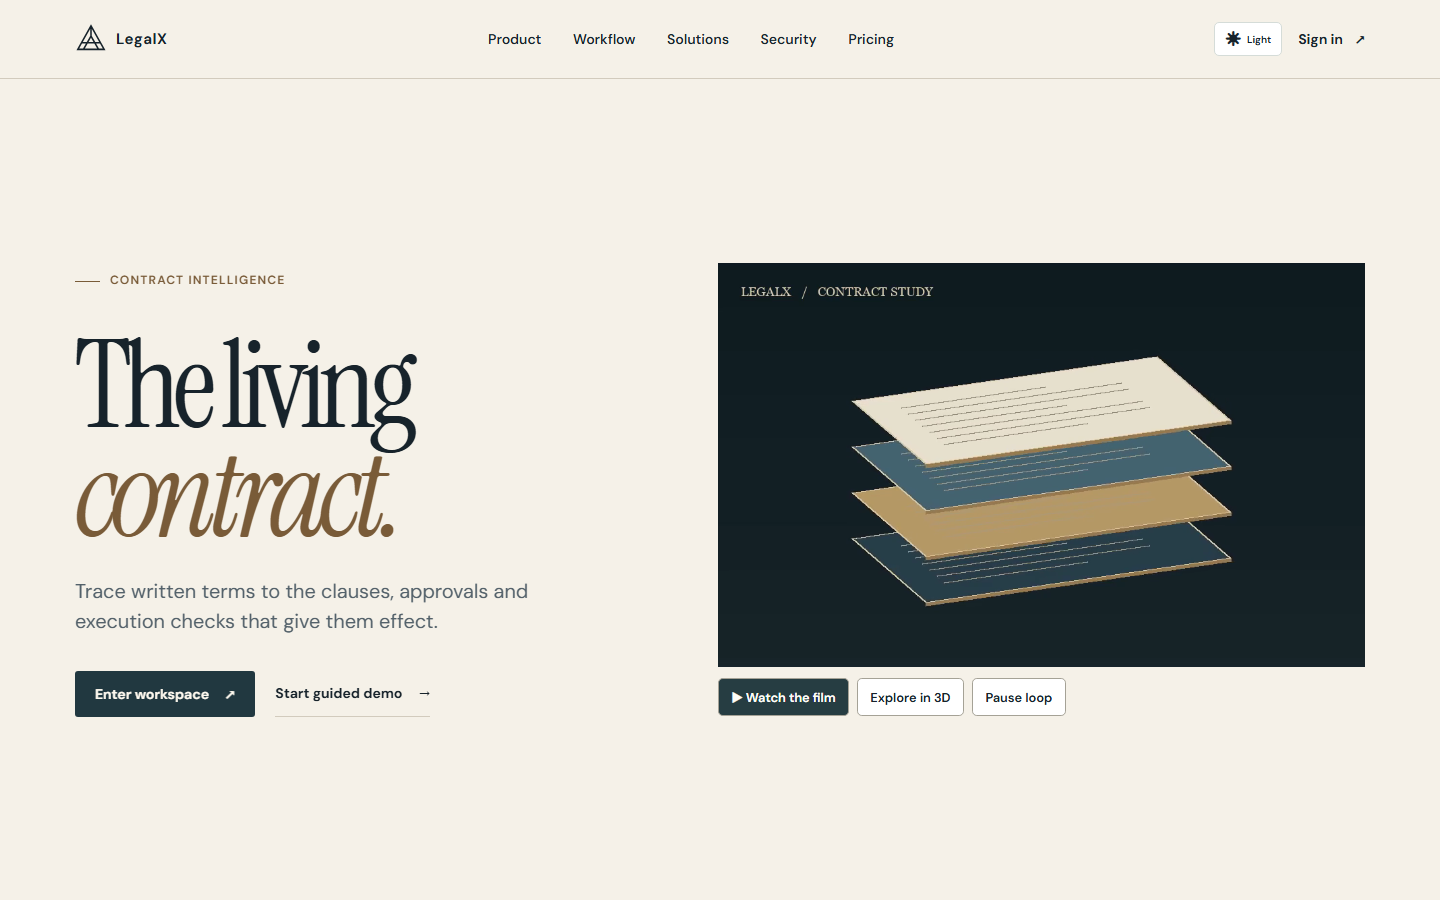 LegalX
Product
Workflow
Solutions
Security
Pricing
Light
Sign in ↗
CONTRACT INTELLIGENCE
The living
contract.
Trace written terms to the clauses, approvals and
execution checks that give them effect.
Enter workspace ↗
Start guided demo →
LEGALX / CONTRACT STUDY
▶ Watch the film
Explore in 3D
Pause loop